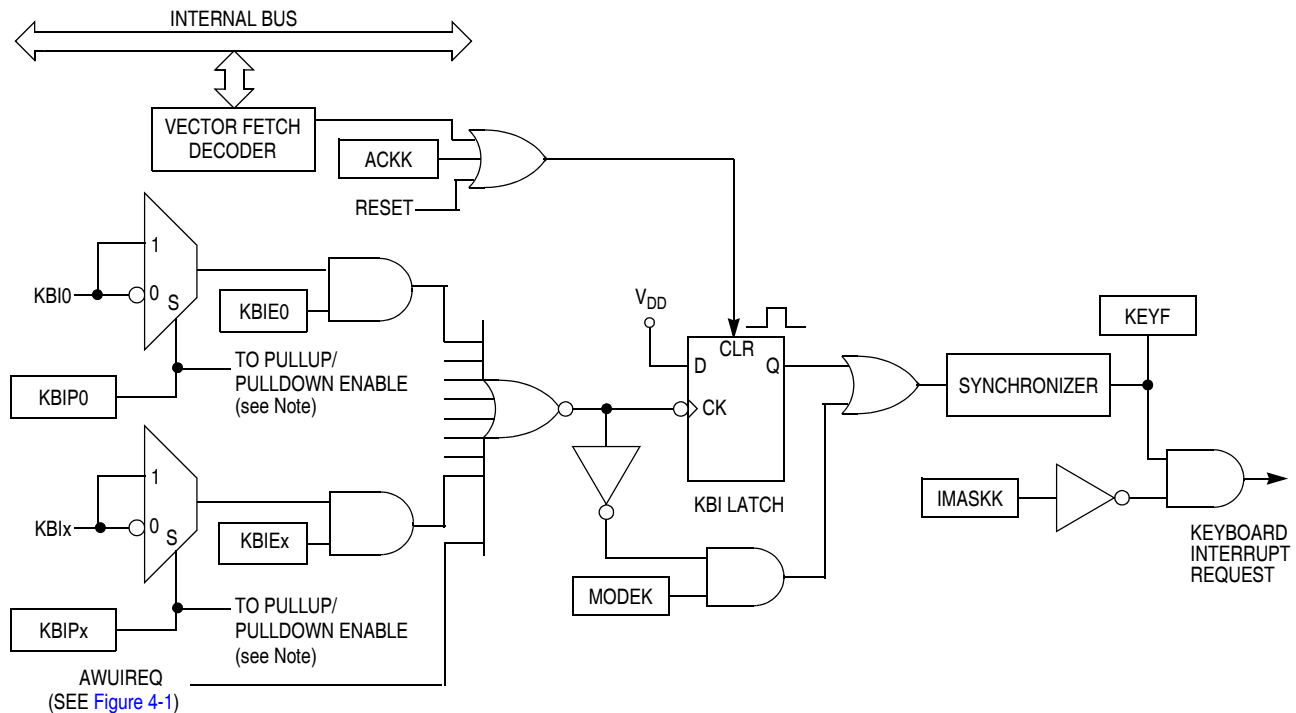 INTERNAL BUS
VECTOR FETCH
DECODER
ACKK
RESET
1
KBI0
0
S
KBIE0
VDD
KEYF
CLR
D
Q
TO PULLUP/
PULLDOWN ENABLE
(see Note)
KBIP0
CK
SYNCHRONIZER
1
KBIx
0
S
KBIEx
KBI LATCH
IMASKK
KEYBOARD
INTERRUPT
REQUEST
MODEK
TO PULLUP/
PULLDOWN ENABLE
(see Note)
KBIPx
AWUIREQ
(SEE Figure 4-1)